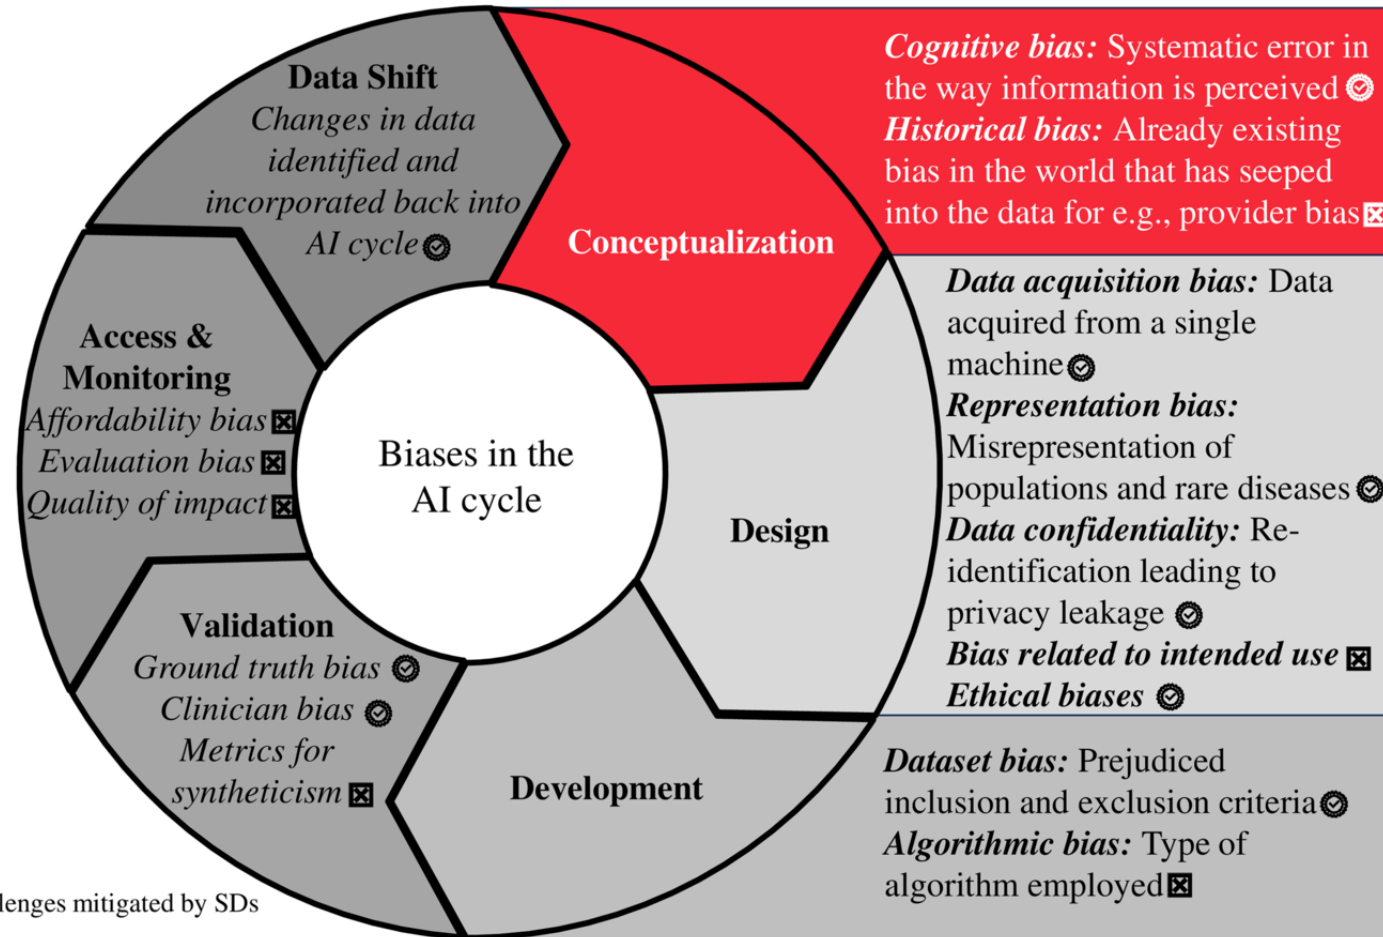 Data Shift
Changes in data
identified and
incorporated back into
AI cycle
Conceptualization
Cognitive bias: Systematic error in
the way information is perceived
Historical bias: Already existing
bias in the world that has seeped
into the data for e.g., provider bias
Access &
Monitoring
Affordability bias
Evaluation bias
Quality of impact
Biases in the
AI cycle
Design
Data acquisition bias: Data
acquired from a single
machine
Representation bias:
Misrepresentation of
populations and rare diseases
Data confidentiality: Re-
identification leading to
privacy leakage
Bias related to intended use
Ethical biases
Validation
Ground truth bias
Clinician bias
Metrics for
syntheticism
Development
Dataset bias: Prejudiced
inclusion and exclusion criteria
Algorithmic bias: Type of
algorithm employed
lenges mitigated by SDs